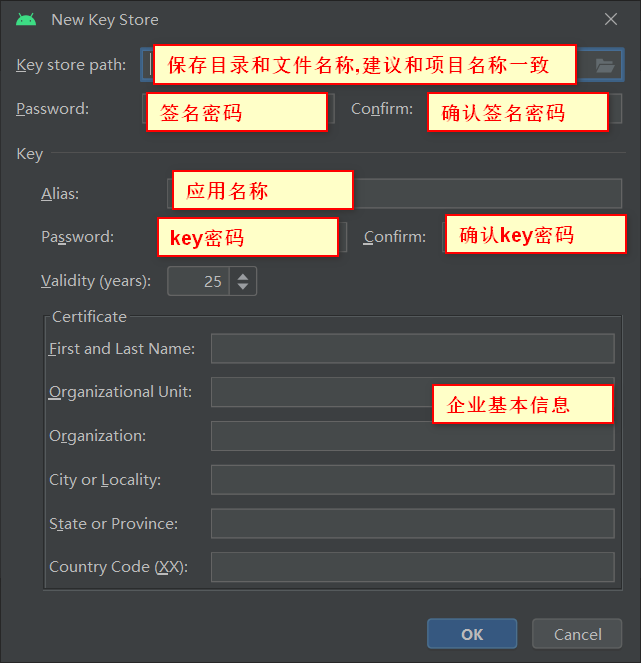 New Key Store
Key store path: 保存目录和文件名称,建议和项目名称一致
Password: 签名密码 Confirm: 确认签名密码
Key
Alias: 应用名称
Password: key密码 Confirm: 确认key密码
Validity (years): 25
Certificate
First and Last Name:
Organizational Unit:
企业基本信息
Organization:
City or Locality:
State or Province:
Country Code (XX):
OK Cancel